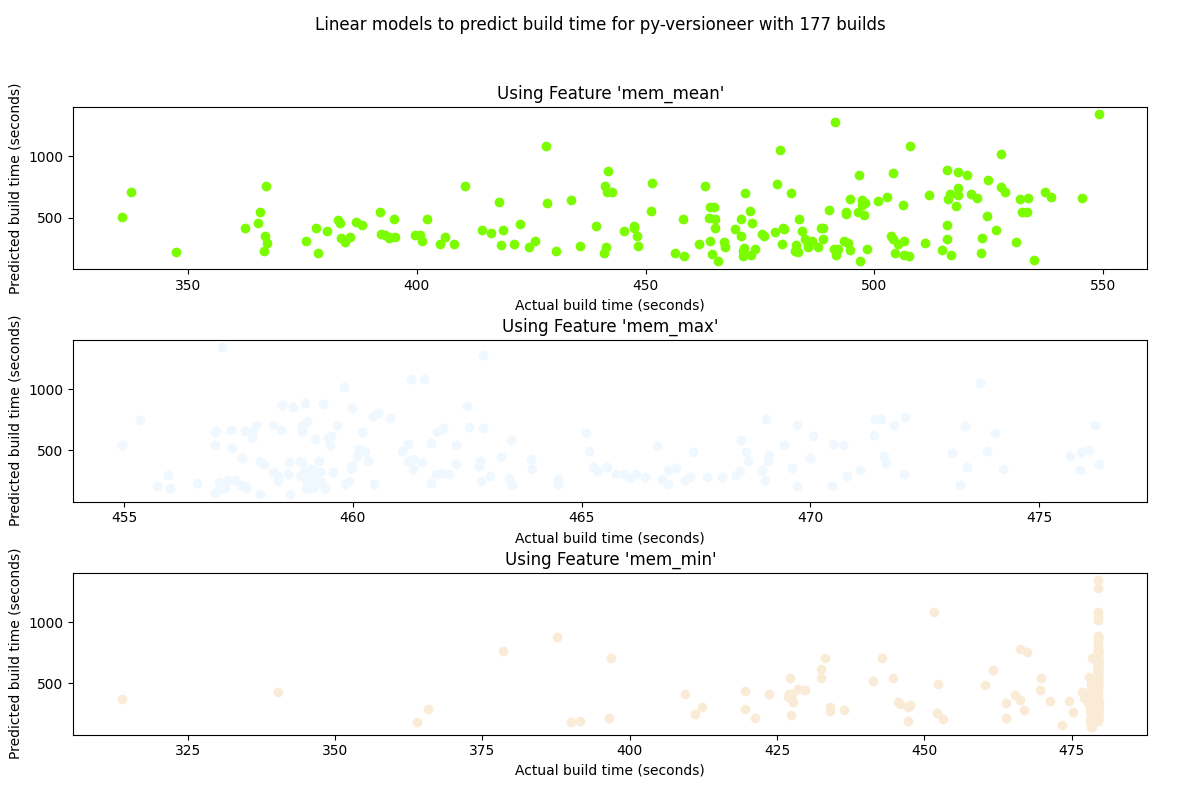 Linear models to predict build time for py-versioneer with 177 builds
Using Feature 'mem_mean'
Predicted build time (seconds)
1000
500
350 400 450 500 550
Actual build time (seconds)
Using Feature 'mem_max'
Predicted build time (seconds)
1000
500
455 460 465 470 475
Actual build time (seconds)
Using Feature 'mem_min'
Predicted build time (seconds)
1000
500
325 350 375 400 425 450 475
Actual build time (seconds)